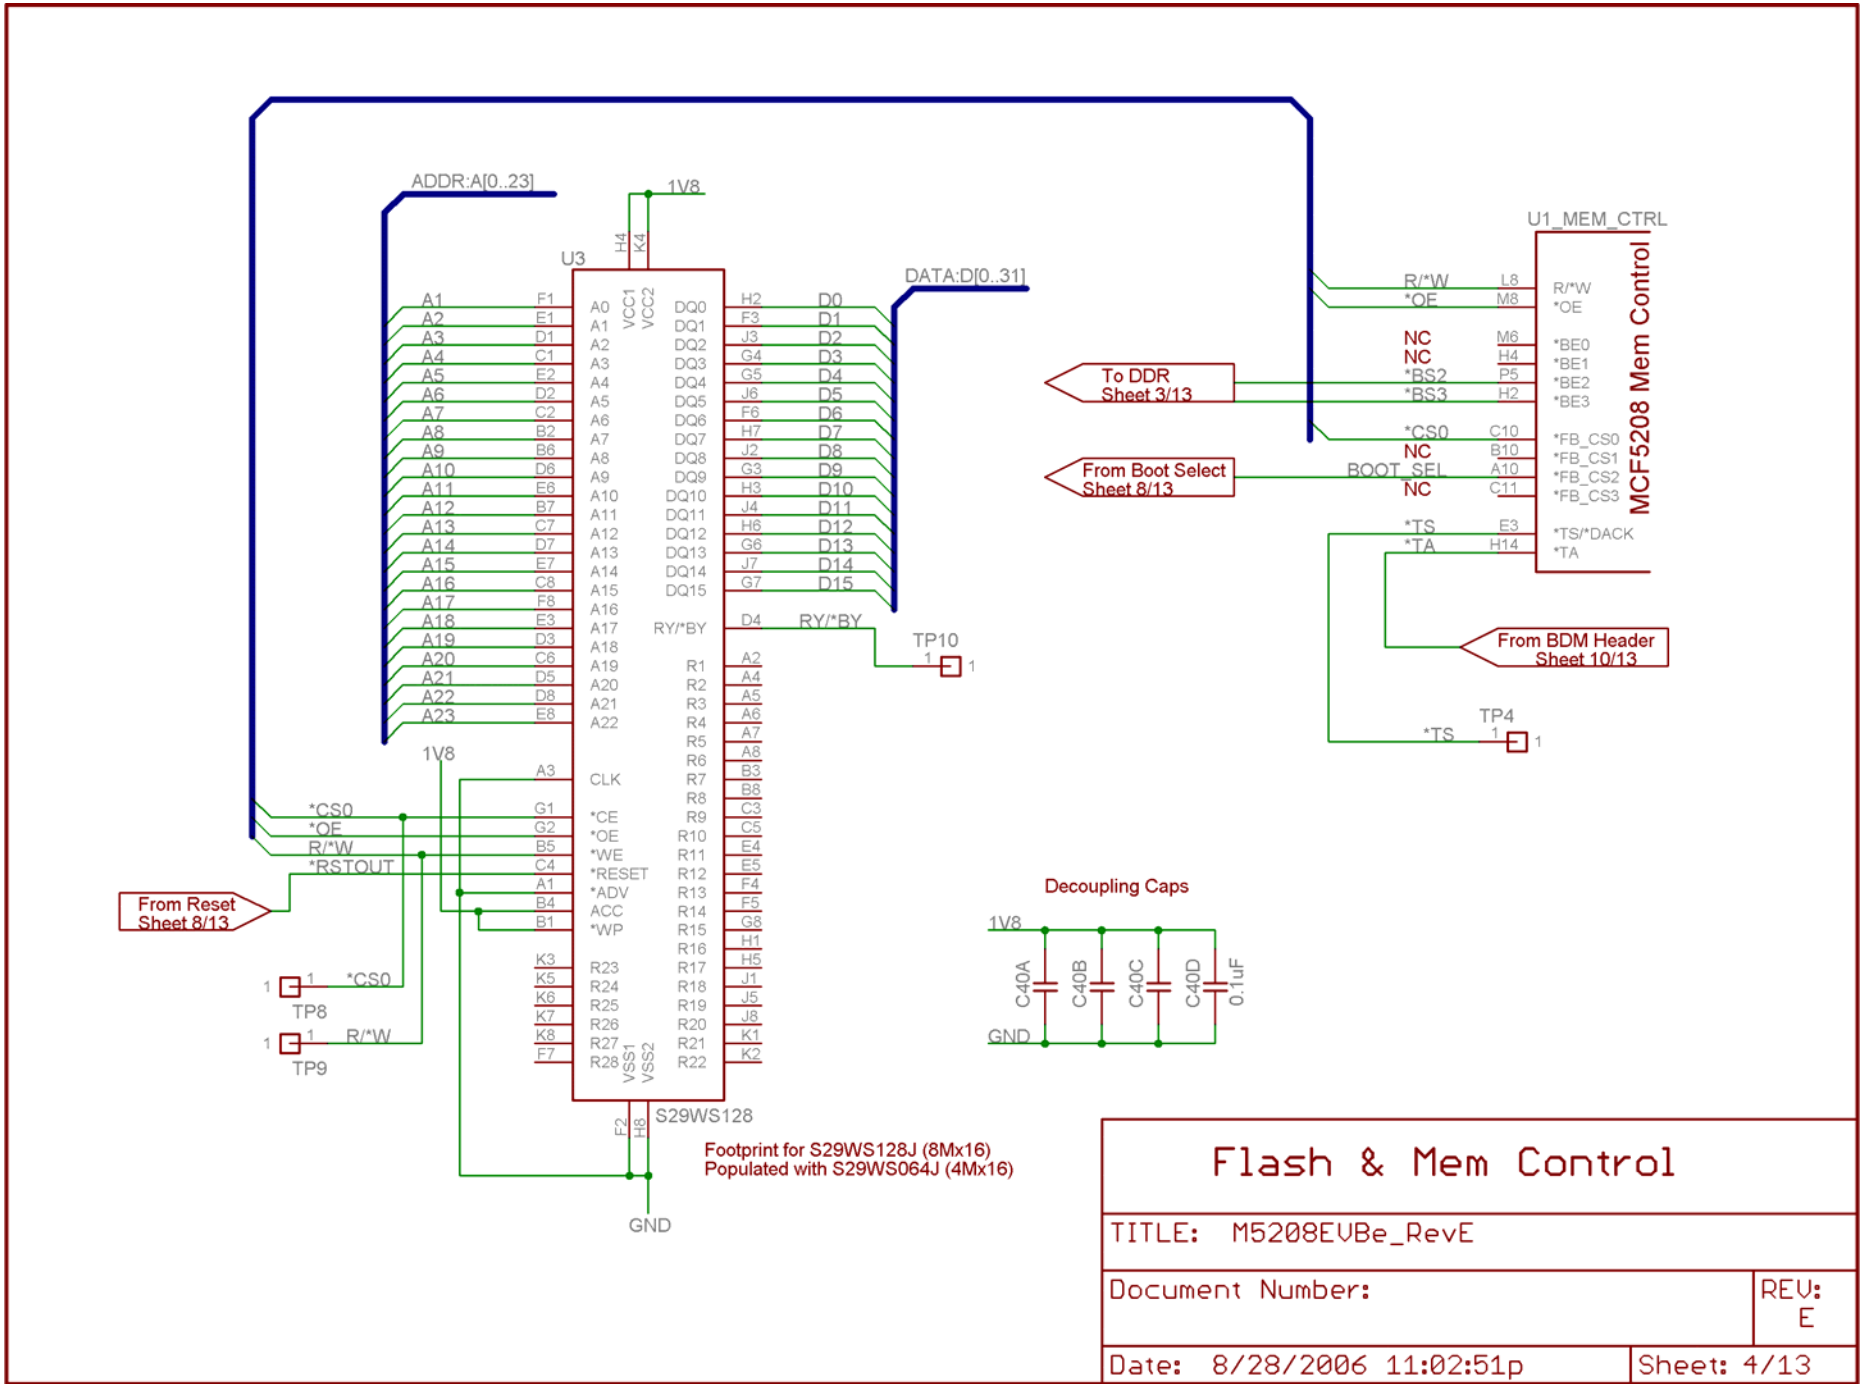 ADDR:A[0..23]
1V8
H4
K4
U3
DATA:D[0..31]
U1_MEM_CTRL
VCC1
VCC2
A1 F1 A0 DQ0 H2 D0
A2 E1 A1 DQ1 F3 D1
A3 D1 A2 DQ2 J3 D2
A4 C1 A3 DQ3 G4 D3
A5 E2 A4 DQ4 G5 D4
A6 D2 A5 DQ5 J6 D5
A7 C2 A6 DQ6 F6 D6
A8 B2 A7 DQ7 H7 D7
A9 B6 A8 DQ8 J2 D8
A10 D6 A9 DQ9 G3 D9
A11 E6 A10 DQ10 H3 D10
A12 B7 A11 DQ11 J4 D11
A13 C7 A12 DQ12 H6 D12
A14 D7 A13 DQ13 G6 D13
A15 E7 A14 DQ14 J7 D14
A16 C8 A15 DQ15 G7 D15
A17 F8 A16
A18 E3 A17 RY/*BY D4 RY/*BY
A19 D3 A18
A20 C6 A19 R1 A2
A21 D5 A20 R2 A4
A22 D8 A21 R3 A5
A23 E8 A22 R4 A6
R5 A7
1V8 R6 A8
A3 CLK R7 B3
R8 B8
*CS0 G1 *CE R9 C3
*OE G2 *OE R10 C5
R/*W B5 *WE R11 E4
*RSTOUT C4 *RESET R12 E5
A1 *ADV R13 F4
B4 ACC R14 F5
B1 *WP R15 G8
R16 H1
K3 R23 R17 H5
K5 R24 R18 J1
K6 R25 R19 J5
K7 R26 R20 J8
K8 R27 R21 K1
F7 R28 R22 K2
VSS1
VSS2
F2
H8
S29WS128
GND
Footprint for S29WS128J (8Mx16)
Populated with S29WS064J (4Mx16)
From Reset
Sheet 8/13
1 1 *CS0
TP8
1 1 R/*W
TP9
TP10
1 1
R/*W L8 R/*W
*OE M8 *OE
NC M6 *BE0
NC H4 *BE1
*BS2 P5 *BE2
*BS3 H2 *BE3
*CS0 C10 *FB_CS0
NC B10 *FB_CS1
BOOT_SEL A10 *FB_CS2
NC C11 *FB_CS3
*TS E3 *TS/*DACK
*TA H14 *TA
MCF5208 Mem Control
To DDR
Sheet 3/13
From Boot Select
Sheet 8/13
From BDM Header
Sheet 10/13
TP4
*TS 1 1
Decoupling Caps
1V8
C40A
C40B
C40C
C40D
0.1uF
GND
Flash & Mem Control
TITLE: M5208EVBe_RevE
Document Number:
REV:
E
Date: 8/28/2006 11:02:51p
Sheet: 4/13